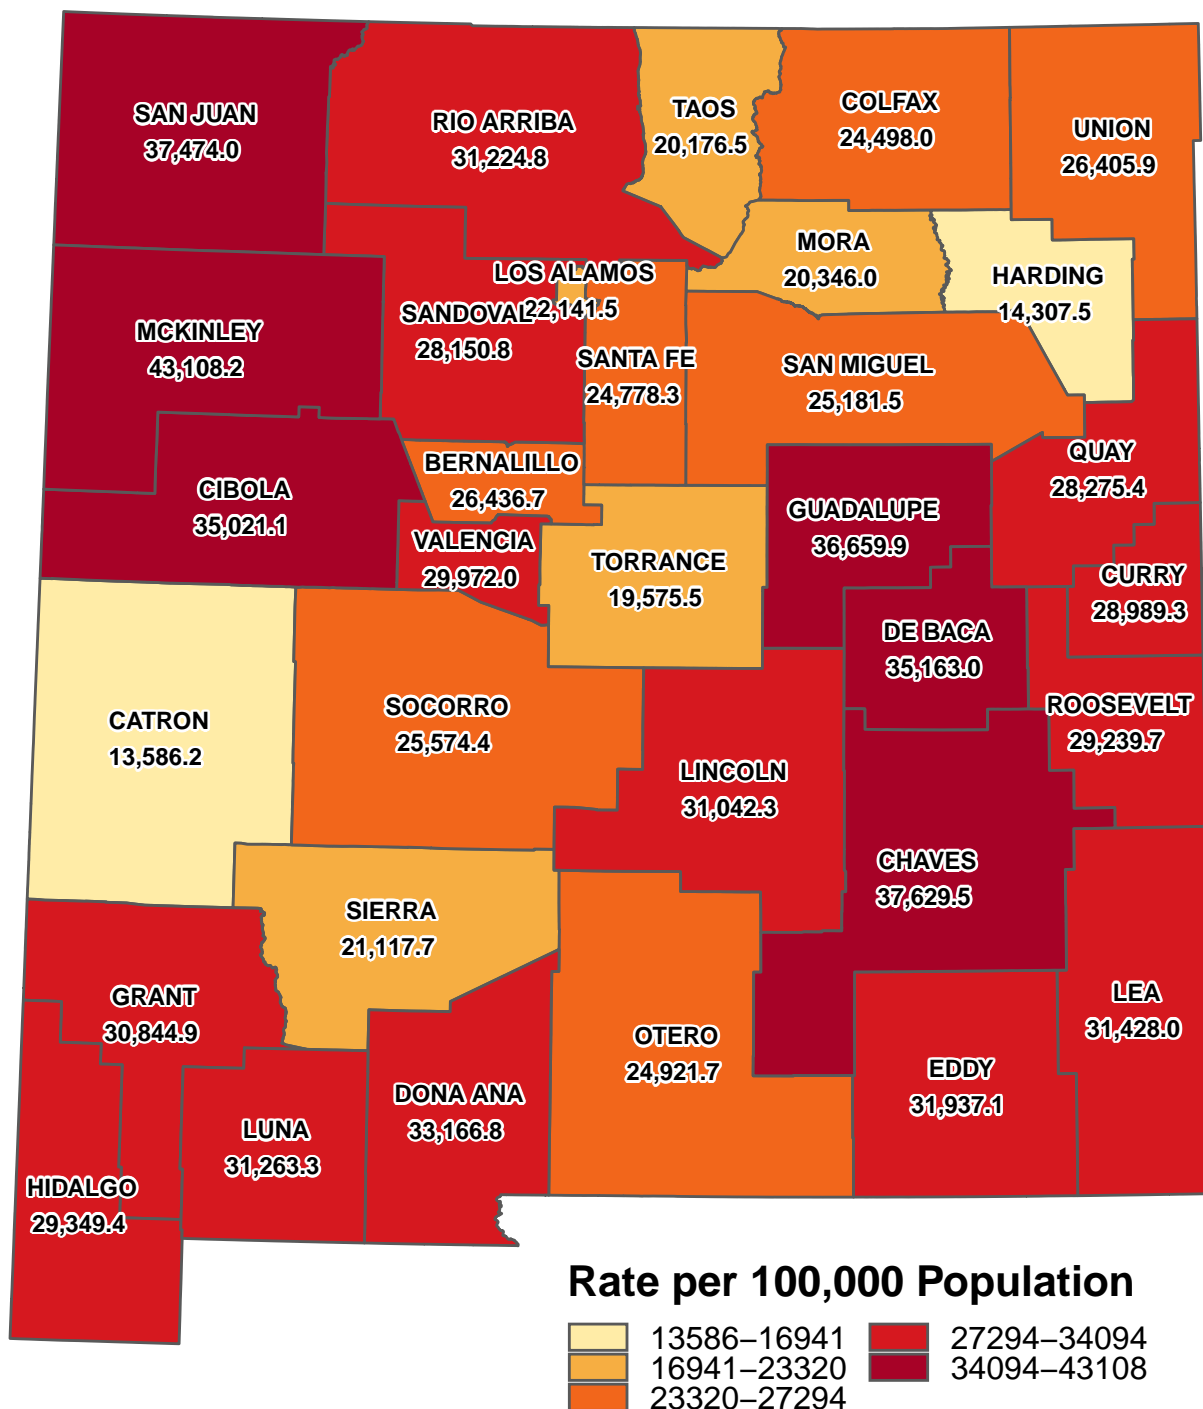 SAN JUAN
37,474.0
RIO ARRIBA
31,224.8
TAOS
20,176.5
COLFAX
24,498.0
UNION
26,405.9
MORA
20,346.0
HARDING
14,307.5
LOS ALAMOS
22,141.5
SANDOVAL
28,150.8
MCKINLEY
43,108.2
SANTA FE
24,778.3
SAN MIGUEL
25,181.5
QUAY
28,275.4
BERNALILLO
26,436.7
CIBOLA
35,021.1
GUADALUPE
36,659.9
VALENCIA
29,972.0
TORRANCE
19,575.5
CURRY
28,989.3
DE BACA
35,163.0
ROOSEVELT
29,239.7
CATRON
13,586.2
SOCORRO
25,574.4
LINCOLN
31,042.3
CHAVES
37,629.5
SIERRA
21,117.7
GRANT
30,844.9
LEA
31,428.0
OTERO
24,921.7
EDDY
31,937.1
DONA ANA
33,166.8
LUNA
31,263.3
HIDALGO
29,349.4
Rate per 100,000 Population
13586–16941
16941–23320
23320–27294
27294–34094
34094–43108